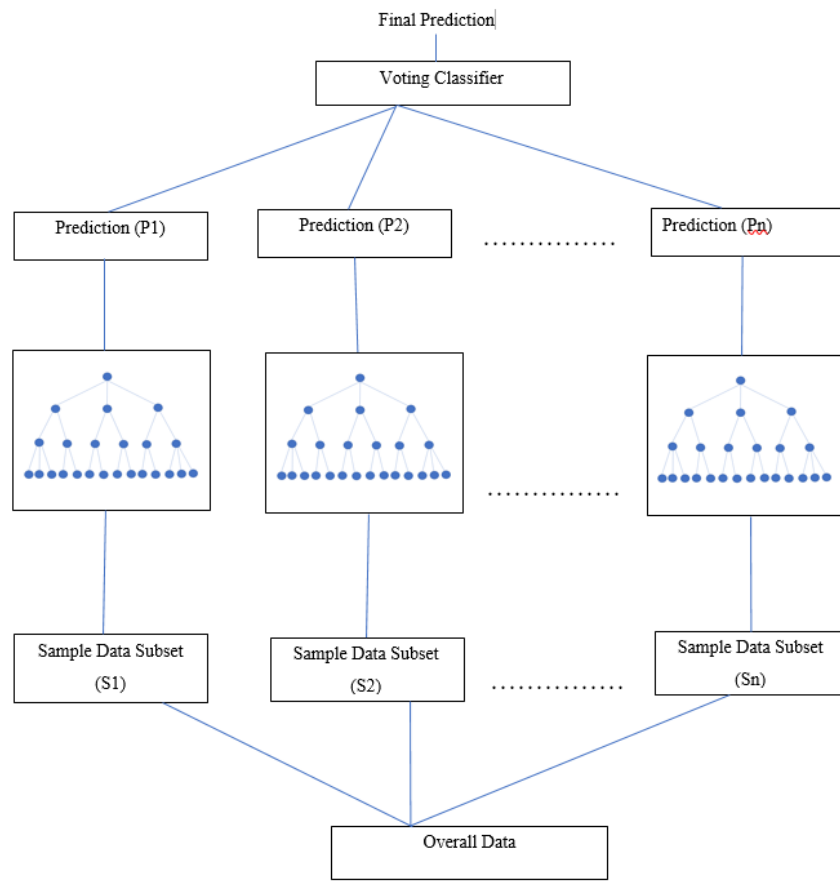 Final Prediction
Voting Classifier
Prediction (P1)
Prediction (P2)
...............
Prediction (Pn)
...............
Sample Data Subset
(S1)
Sample Data Subset
(S2)
...............
Sample Data Subset
(Sn)
Overall Data